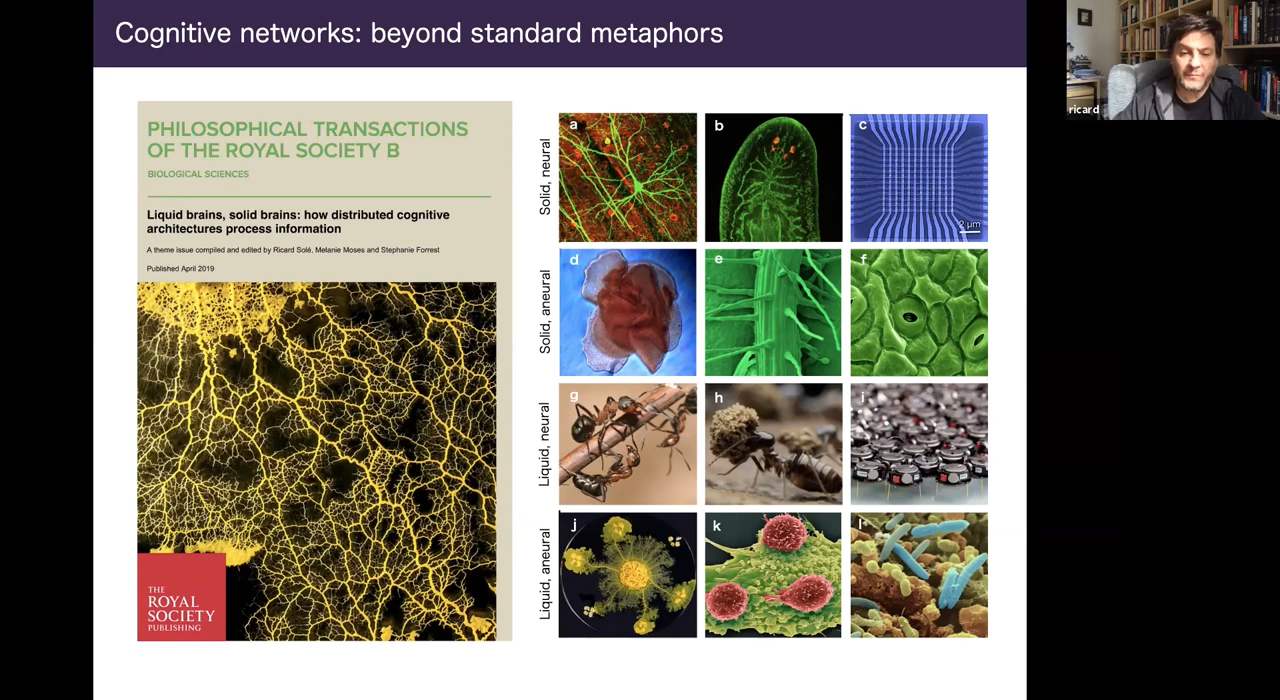 Cognitive networks: beyond standard metaphors
ricard
PHILOSOPHICAL TRANSACTIONS
OF THE ROYAL SOCIETY B
BIOLOGICAL SCIENCES
Liquid brains, solid brains: how distributed cognitive
architectures process information
A theme issue compiled and edited by Ricard Solé, Melanie Moses and Stephanie Forrest
Published April 2019
THE
ROYAL
SOCIETY
PUBLISHING
Solid, neural
a
b
c
2 µm
Solid, aneural
d
e
f
Liquid, neural
g
h
i
Liquid, aneural
j
k
l